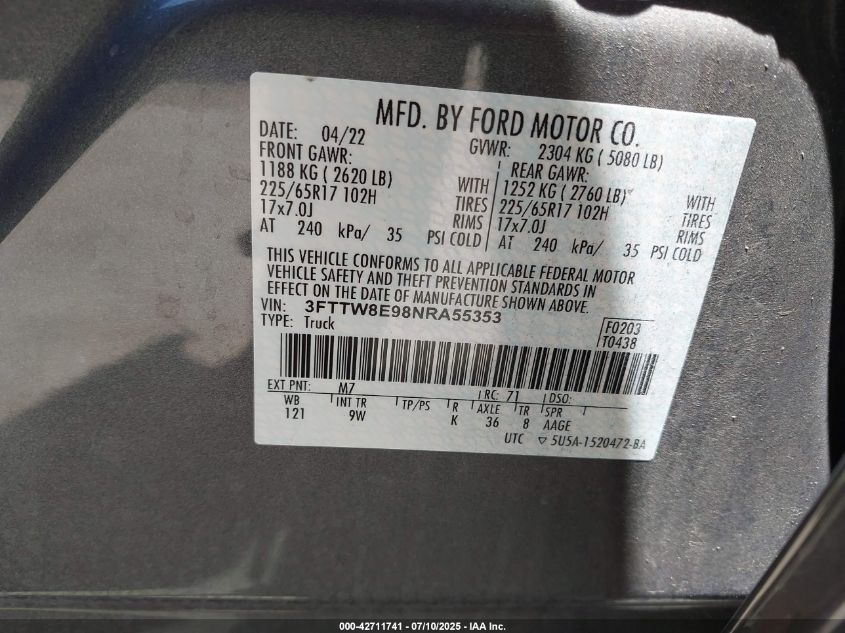 MFD. BY FORD MOTOR CO.
DATE: 04/22 GVWR: 2304 KG ( 5080 LB)
FRONT GAWR: REAR GAWR:
1188 KG ( 2620 LB) WITH 1252 KG ( 2760 LB) WITH
225/65R17 102H TIRES 225/65R17 102H TIRES
17x7.0J RIMS 17x7.0J RIMS
AT 240 kPa/ 35 PSI COLD AT 240 kPa/ 35 PSI COLD
THIS VEHICLE CONFORMS TO ALL APPLICABLE FEDERAL MOTOR
VEHICLE SAFETY AND THEFT PREVENTION STANDARDS IN
EFFECT ON THE DATE OF MANUFACTURE SHOWN ABOVE.
VIN: 3FTTW8E98NRA55353
TYPE: Truck F0203
T0438
EXT PNT: M7 RC: 71 DSO:
WB INT TR TP/PS R AXLE TR SPR
121 9W K 36 8 AAGE
UTC ▽ 5U5A-1520472-BA
000-42711741 / 07/10/2025 - IAA Inc.